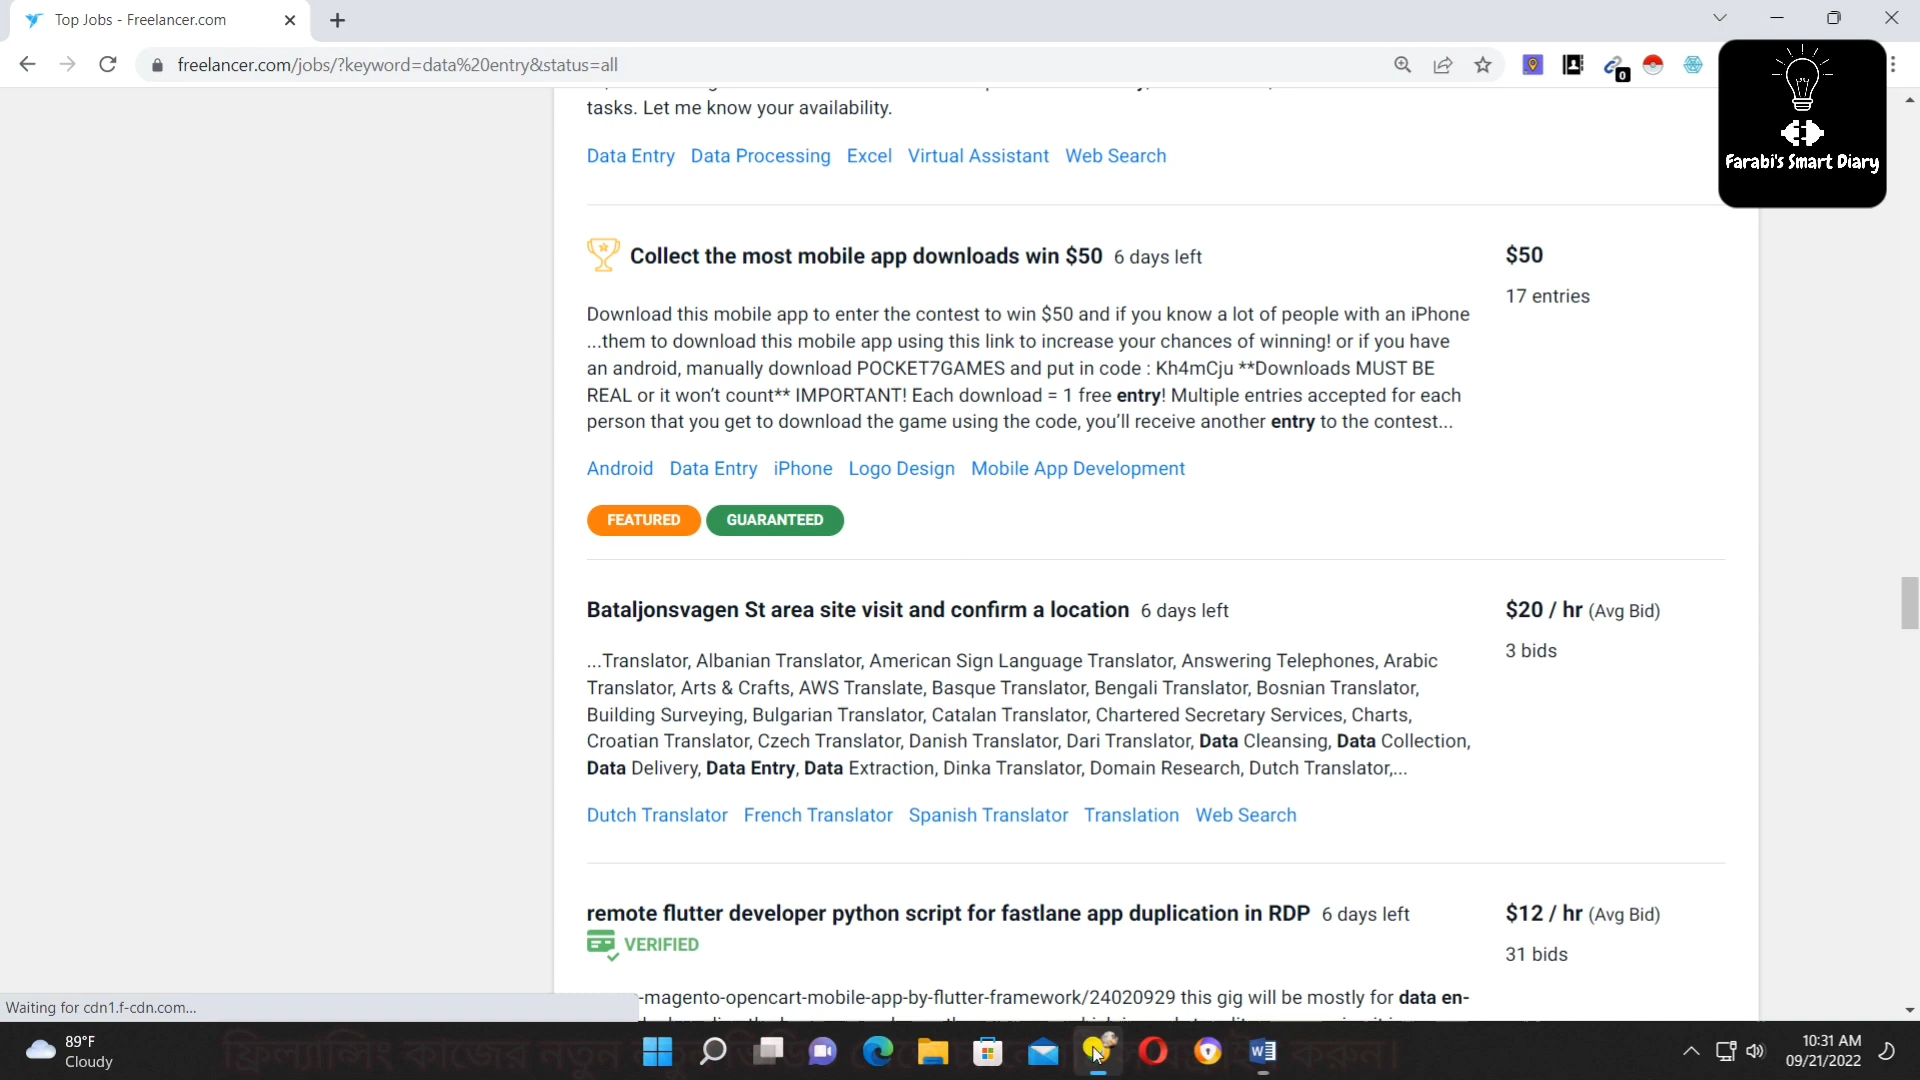 Top Jobs - Freelancer.com
freelancer.com/jobs/?keyword=data%20entry&status=all
0
Farabi's Smart Diary
tasks. Let me know your availability.
Data Entry Data Processing Excel Virtual Assistant Web Search
Collect the most mobile app downloads win $50 6 days left
$50
17 entries
Download this mobile app to enter the contest to win $50 and if you know a lot of people with an iPhone
...them to download this mobile app using this link to increase your chances of winning! or if you have
an android, manually download POCKET7GAMES and put in code : Kh4mCju **Downloads MUST BE
REAL or it won't count** IMPORTANT! Each download = 1 free entry! Multiple entries accepted for each
person that you get to download the game using the code, you'll receive another entry to the contest...
Android Data Entry iPhone Logo Design Mobile App Development
FEATURED GUARANTEED
Bataljonsvagen St area site visit and confirm a location 6 days left
$20 / hr (Avg Bid)
3 bids
...Translator, Albanian Translator, American Sign Language Translator, Answering Telephones, Arabic
Translator, Arts & Crafts, AWS Translate, Basque Translator, Bengali Translator, Bosnian Translator,
Building Surveying, Bulgarian Translator, Catalan Translator, Chartered Secretary Services, Charts,
Croatian Translator, Czech Translator, Danish Translator, Dari Translator, Data Cleansing, Data Collection,
Data Delivery, Data Entry, Data Extraction, Dinka Translator, Domain Research, Dutch Translator,...
Dutch Translator French Translator Spanish Translator Translation Web Search
remote flutter developer python script for fastlane app duplication in RDP 6 days left
VERIFIED
$12 / hr (Avg Bid)
31 bids
-magento-opencart-mobile-app-by-flutter-framework/24020929 this gig will be mostly for data en-
Waiting for cdn1.f-cdn.com...
89°F
Cloudy
ফ্রিল্যান্সিং কাজের নতুন
করুন।
10:31 AM
09/21/2022